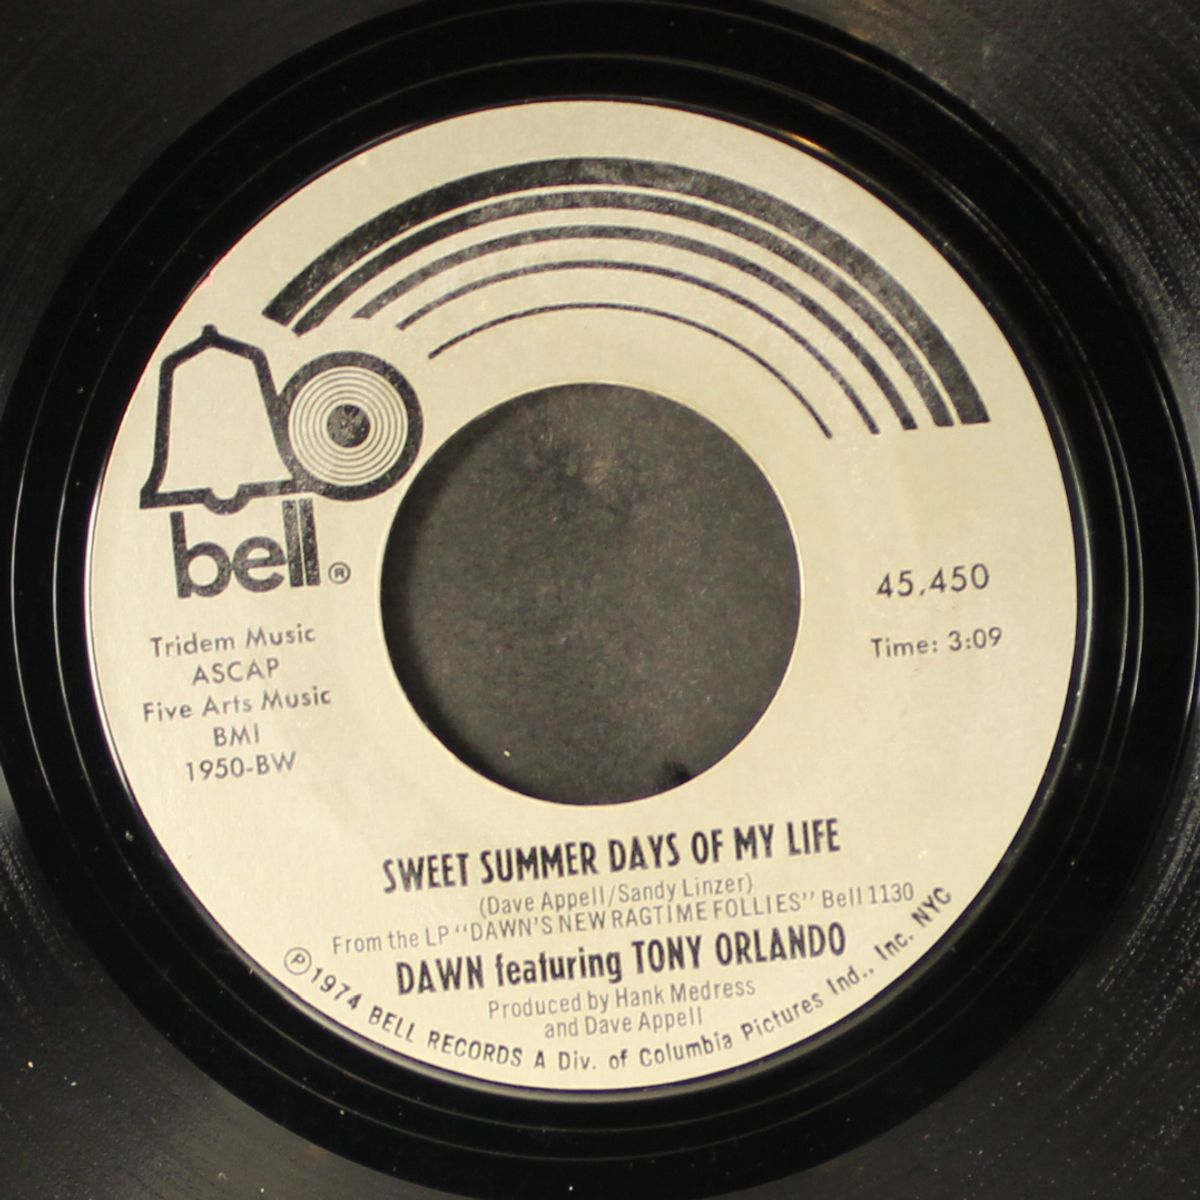 bell®
Tridem Music
ASCAP
Five Arts Music
BMI
1950-BW
45,450
Time: 3:09
SWEET SUMMER DAYS OF MY LIFE
(Dave Appell/Sandy Linzer)
From the LP "DAWN'S NEW RAGTIME FOLLIES" Bell 1130
DAWN featuring TONY ORLANDO
Produced by Hank Medress
and Dave Appell
℗ 1974 BELL RECORDS A Div. of Columbia Pictures Ind., Inc. NYC